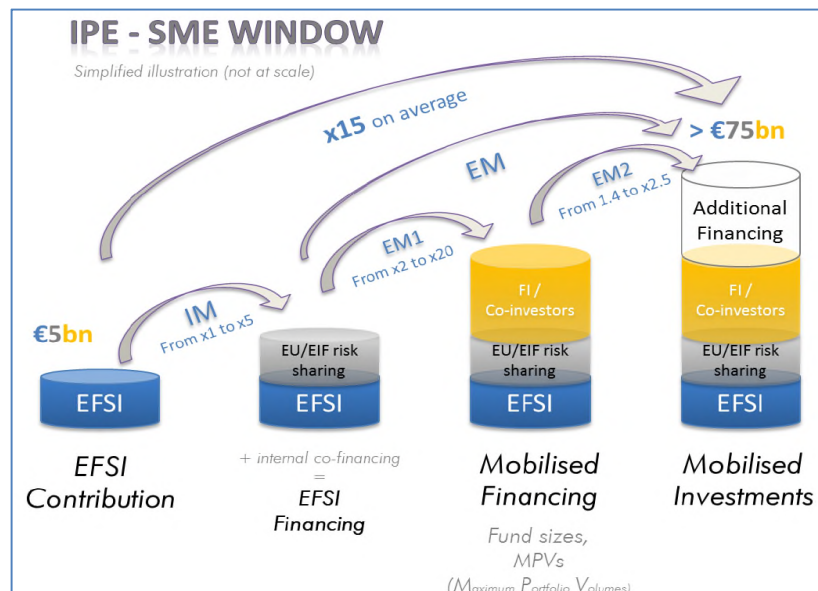 IPE - SME WINDOW
Simplified illustration (not at scale)
x15 on average
> €75bn
EM
EM2
From 1.4 to x2.5
Additional
Financing
EM1
From x2 to x20
FI /
Co-investors
FI /
Co-investors
IM
From x1 to x5
€5bn
EU/EIF risk
sharing
EU/EIF risk
sharing
EU/EIF risk
sharing
EFSI
EFSI
EFSI
EFSI
EFSI
Contribution
+ internal co-financing
=
EFSI
Financing
Mobilised
Financing
Mobilised
Investments
Fund sizes,
MPVs
(Maximum Portfolio Volumes)